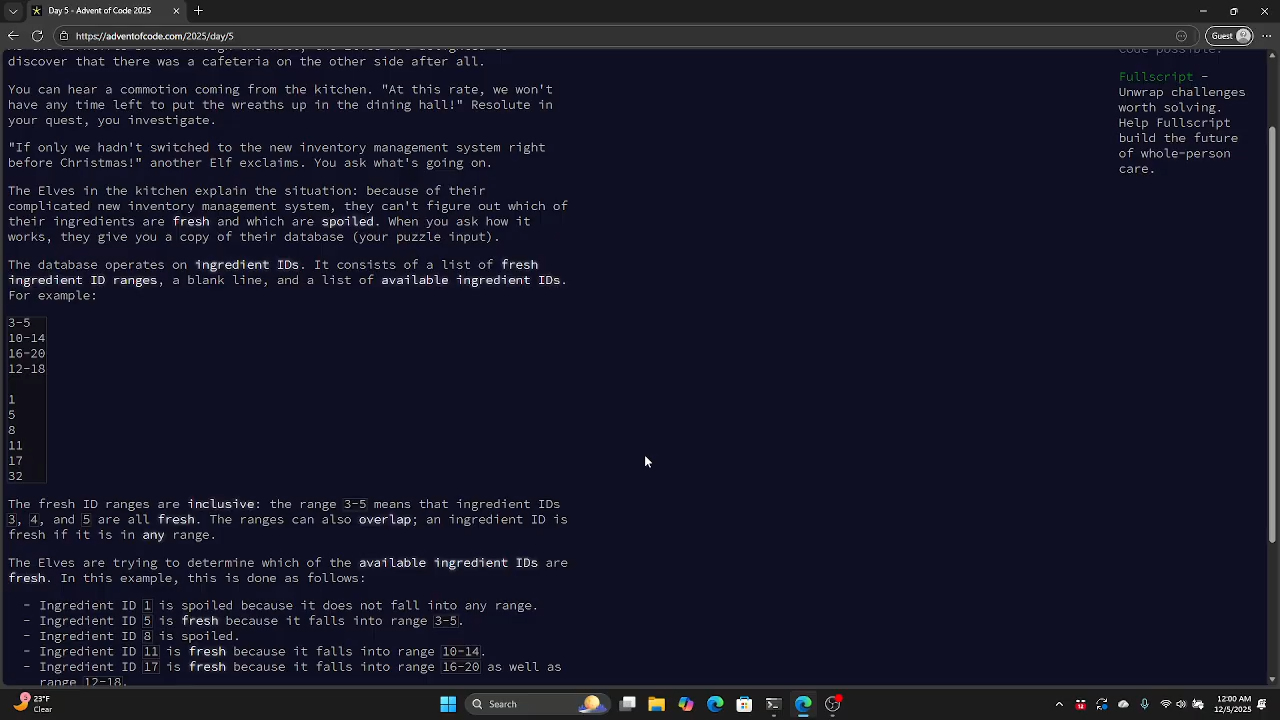 Day 5 - Advent of Code 2025
https://adventofcode.com/2025/day/5
Guest
discover that there was a cafeteria on the other side after all.
You can hear a commotion coming from the kitchen. "At this rate, we won't
have any time left to put the wreaths up in the dining hall!" Resolute in
your quest, you investigate.
"If only we hadn't switched to the new inventory management system right
before Christmas!" another Elf exclaims. You ask what's going on.
The Elves in the kitchen explain the situation: because of their
complicated new inventory management system, they can't figure out which of
their ingredients are fresh and which are spoiled. When you ask how it
works, they give you a copy of their database (your puzzle input).
The database operates on ingredient IDs. It consists of a list of fresh
ingredient ID ranges, a blank line, and a list of available ingredient IDs.
For example:
3-5
10-14
16-20
12-18
1
5
8
11
17
32
The fresh ID ranges are inclusive: the range 3-5 means that ingredient IDs
3, 4, and 5 are all fresh. The ranges can also overlap; an ingredient ID is
fresh if it is in any range.
The Elves are trying to determine which of the available ingredient IDs are
fresh. In this example, this is done as follows:
- Ingredient ID 1 is spoiled because it does not fall into any range.
- Ingredient ID 5 is fresh because it falls into range 3-5.
- Ingredient ID 8 is spoiled.
- Ingredient ID 11 is fresh because it falls into range 10-14.
- Ingredient ID 17 is fresh because it falls into range 16-20 as well as
range 12-18.
Code possible.
Fullscript -
Unwrap challenges
worth solving.
Help Fullscript
build the future
of whole-person
care.
23°F
Clear
Search
12:00 AM
12/5/2025